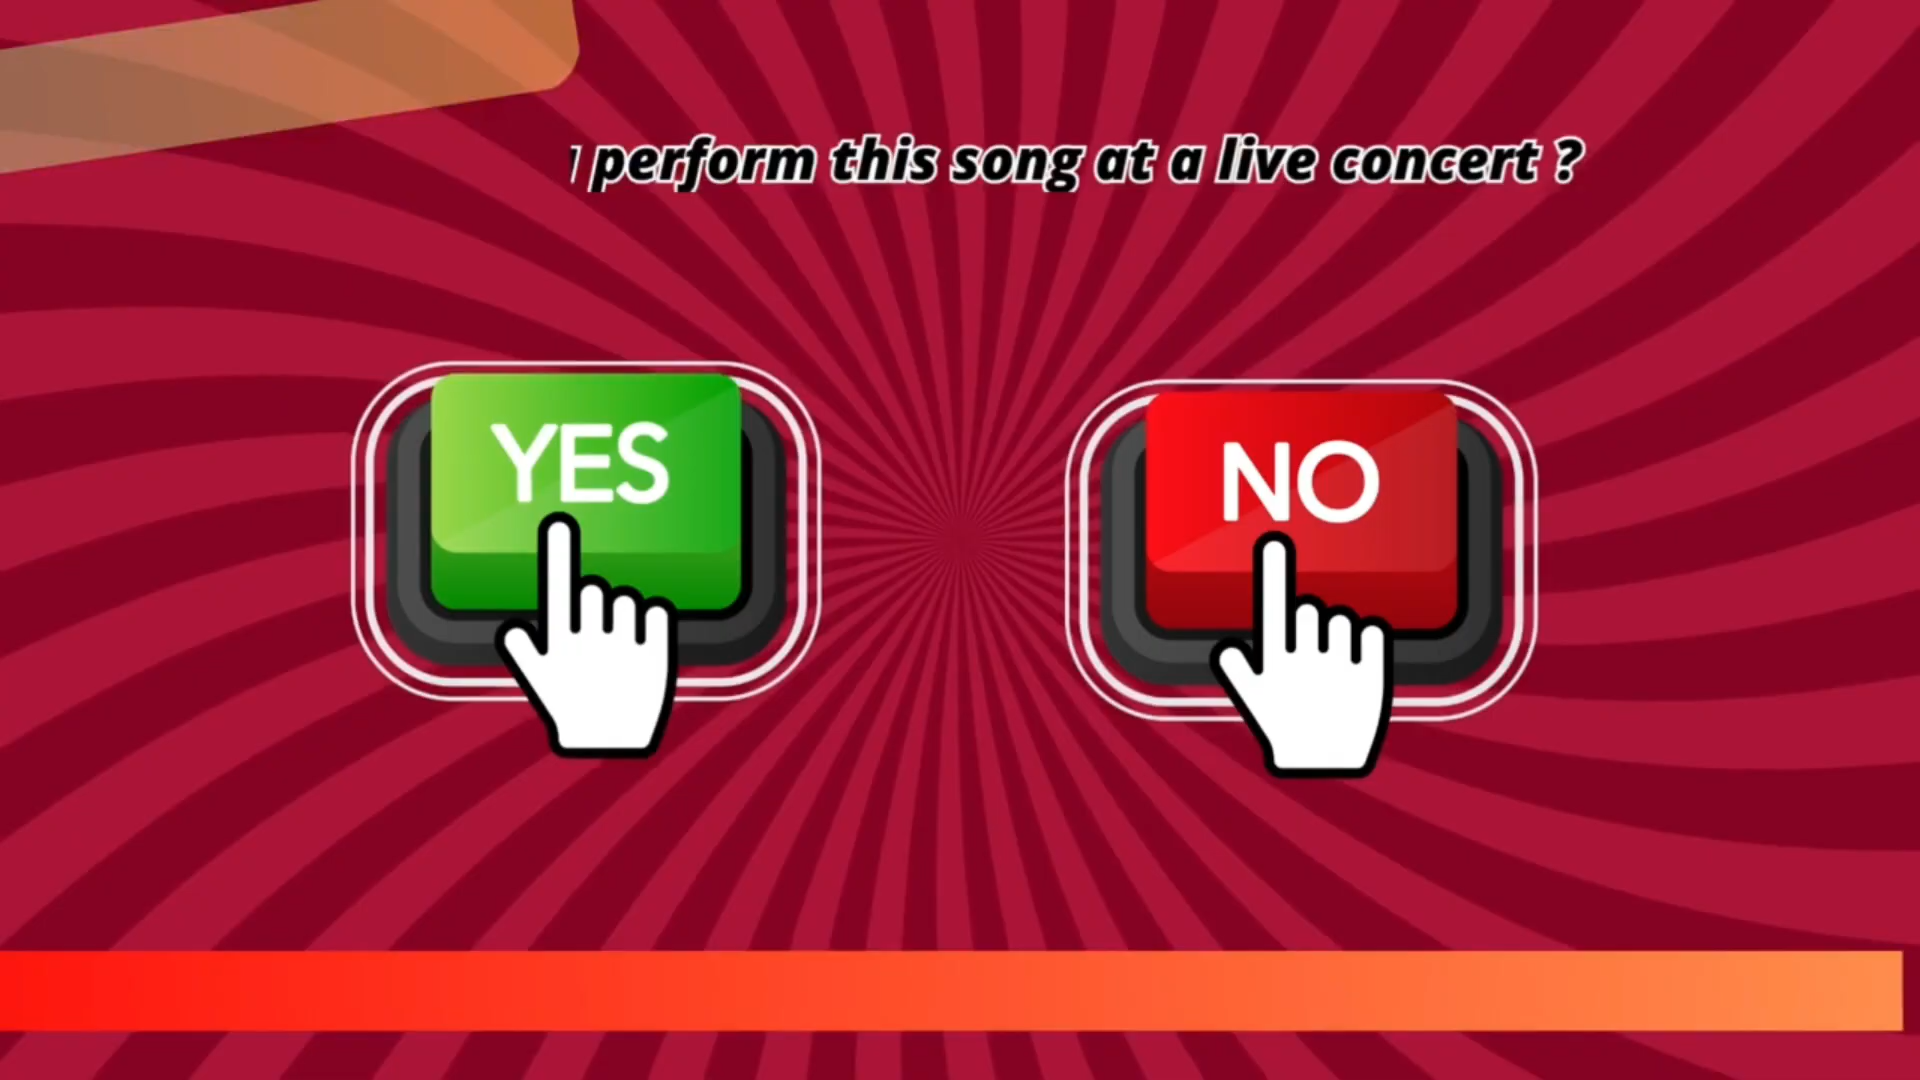 perform this song at a live concert ?
YES
NO